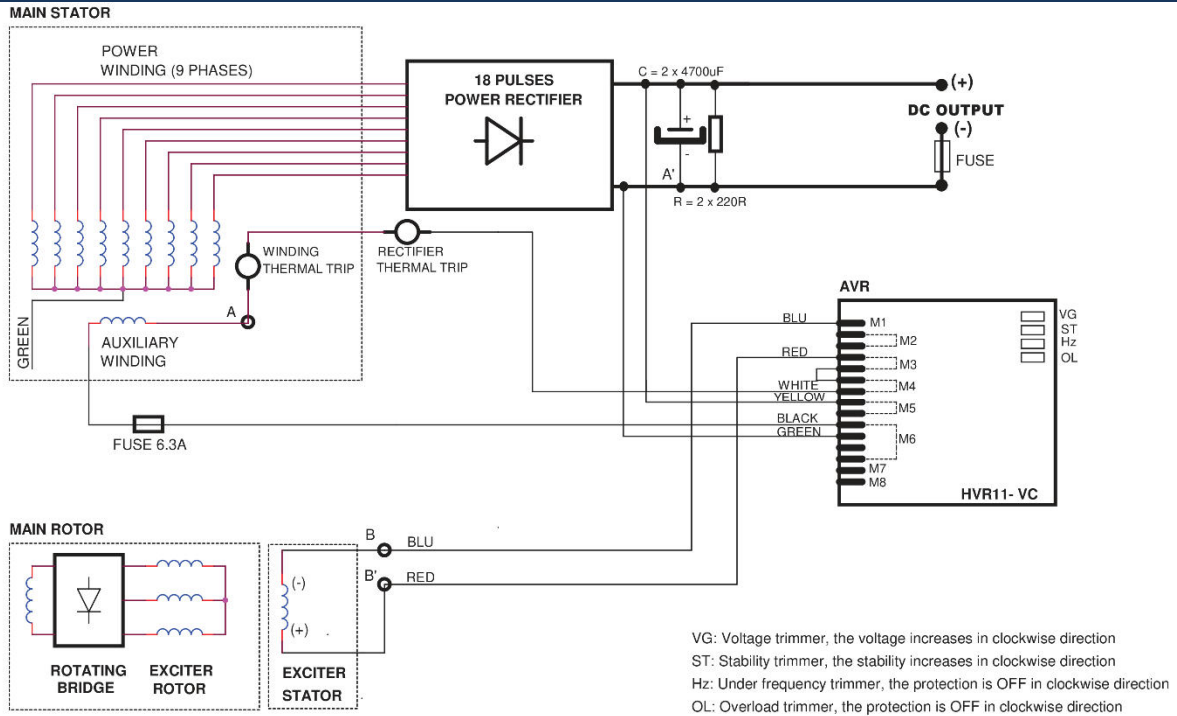 MAIN STATOR
POWER
WINDING (9 PHASES)
18 PULSES
POWER RECTIFIER
C = 2 x 4700uF
(+)
DC OUTPUT
(-)
FUSE
+
-
A'
R = 2 x 220R
WINDING
THERMAL TRIP
RECTIFIER
THERMAL TRIP
A
GREEN
AUXILIARY
WINDING
FUSE 6.3A
AVR
BLU
RED
WHITE
YELLOW
BLACK
GREEN
M1
M2
M3
M4
M5
M6
M7
M8
VG
ST
Hz
OL
HVR11- VC
MAIN ROTOR
ROTATING
BRIDGE
EXCITER
ROTOR
B
BLU
B'
RED
(-)
(+)
EXCITER
STATOR
VG: Voltage trimmer, the voltage increases in clockwise direction
ST: Stability trimmer, the stability increases in clockwise direction
Hz: Under frequency trimmer, the protection is OFF in clockwise direction
OL: Overload trimmer, the protection is OFF in clockwise direction